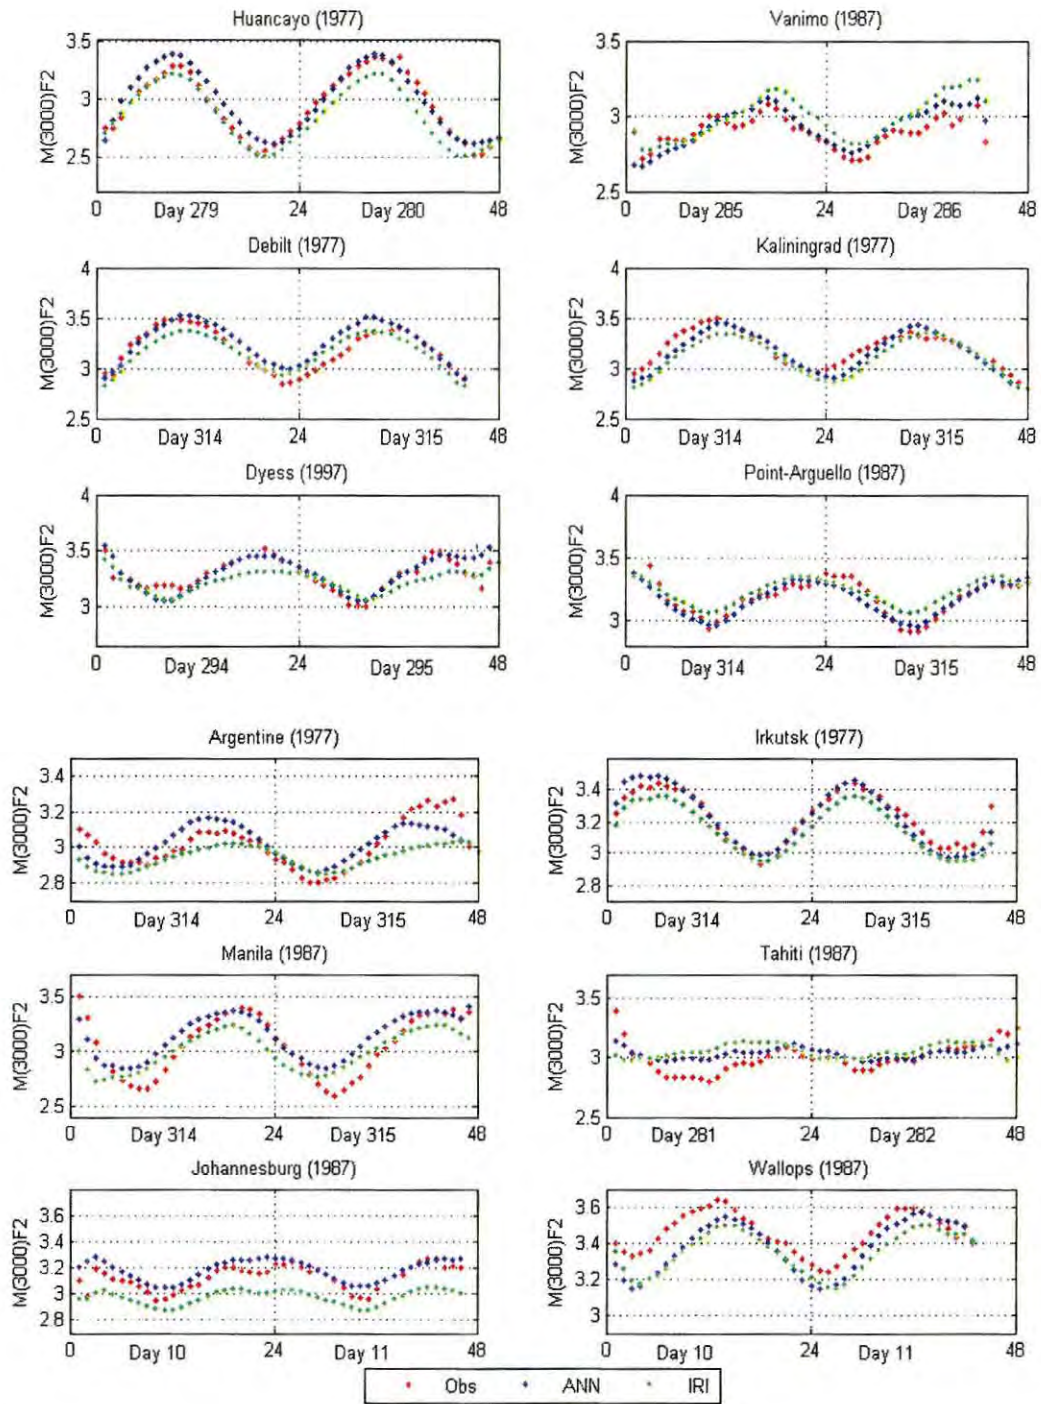 Huancayo (1977)
Vanimo (1987)
M(3000)F2
3.5
3
2.5
0
Day 279
24
Day 280
48
M(3000)F2
3.5
3
2.5
0
Day 285
24
Day 286
48
Debilt (1977)
Kaliningrad (1977)
M(3000)F2
4
3.5
3
2.5
0
Day 314
24
Day 315
48
M(3000)F2
4
3.5
3
2.5
0
Day 314
24
Day 315
48
Dyess (1997)
Point-Arguello (1987)
M(3000)F2
4
3.5
3
0
Day 294
24
Day 295
48
M(3000)F2
4
3.5
3
0
Day 314
24
Day 315
48
Argentine (1977)
Irkutsk (1977)
M(3000)F2
3.4
3.2
3
2.8
0
Day 314
24
Day 315
48
M(3000)F2
3.4
3.2
3
2.8
0
Day 314
24
Day 315
48
Manila (1987)
Tahiti (1987)
M(3000)F2
3.5
3
2.5
0
Day 314
24
Day 315
48
M(3000)F2
3.5
3
2.5
0
Day 281
24
Day 282
48
Johannesburg (1987)
Wallops (1987)
M(3000)F2
3.6
3.4
3.2
3
2.8
0
Day 10
24
Day 11
48
M(3000)F2
3.6
3.4
3.2
3
0
Day 10
24
Day 11
48
Obs
ANN
IRI